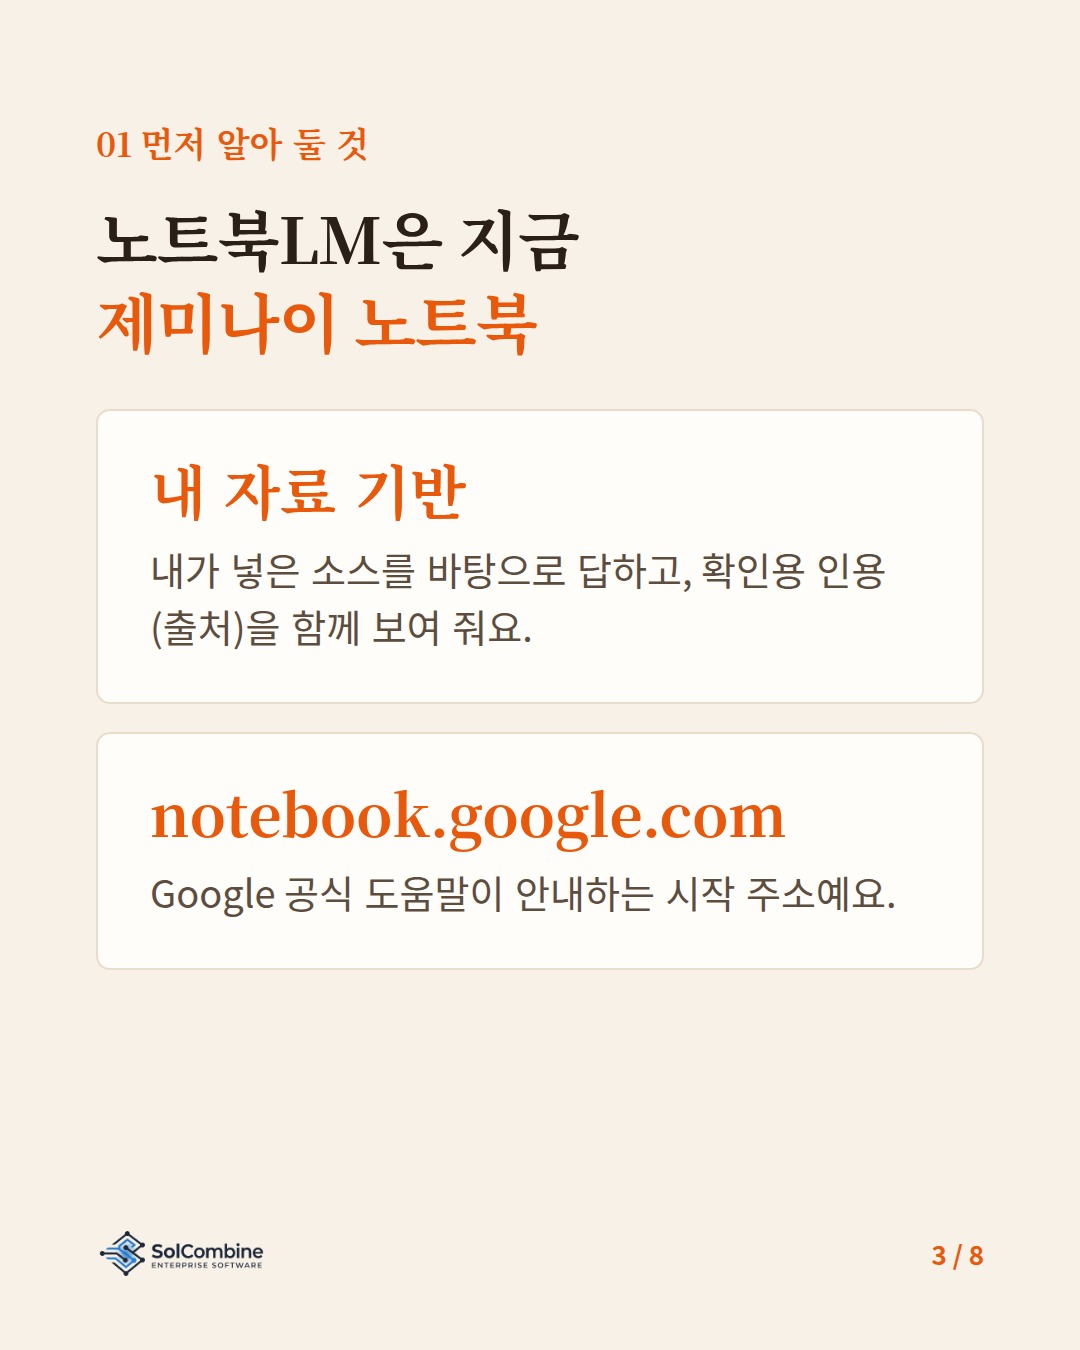 01 먼저 알아 둘 것
노트북LM은 지금
제미나이 노트북
내 자료 기반
내가 넣은 소스를 바탕으로 답하고, 확인용 인용
(출처)을 함께 보여 줘요.
notebook.google.com
Google 공식 도움말이 안내하는 시작 주소예요.
SolCombine
ENTERPRISE SOFTWARE
3 / 8